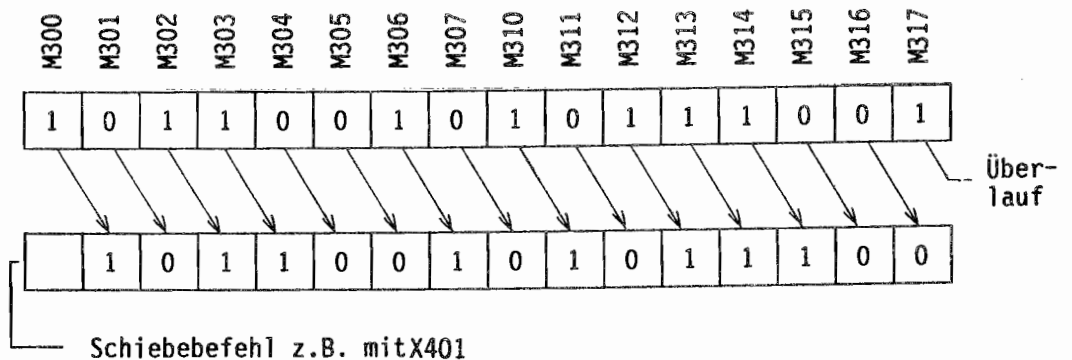 M300 M301 M302 M303 M304 M305 M306 M307 M310 M311 M312 M313 M314 M315 M316 M317
1 0 1 1 0 0 1 0 1 0 1 1 1 0 0 1
Über-
lauf
1 0 1 1 0 0 1 0 1 0 1 1 1 0 0
Schiebebefehl z.B. mitX401